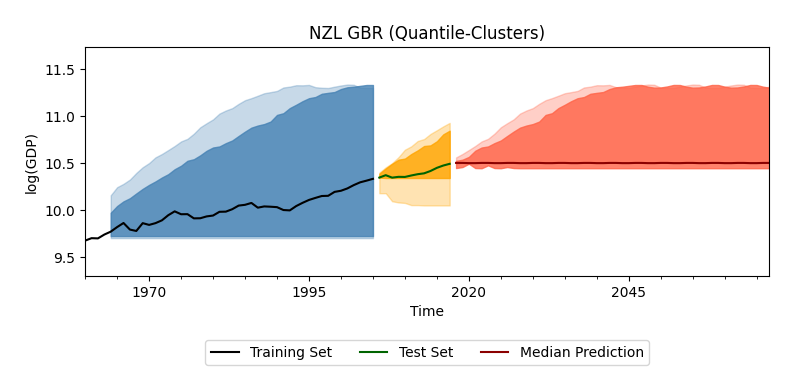 NZL GBR (Quantile-Clusters)
11.5
11.0
10.5
10.0
9.5
log(GDP)
1970
1995
2020
2045
Time
Training Set
Test Set
Median Prediction